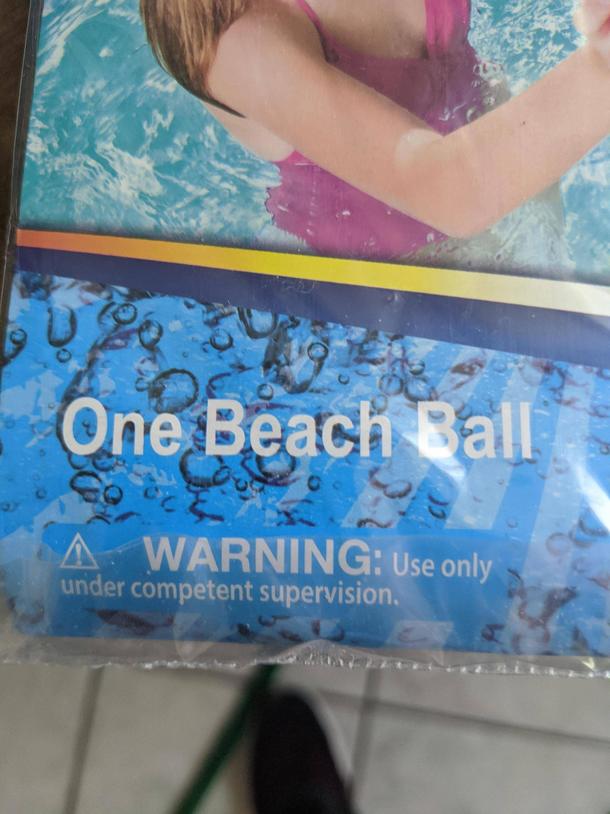 One Beach Ball
WARNING: Use only
under competent supervision.